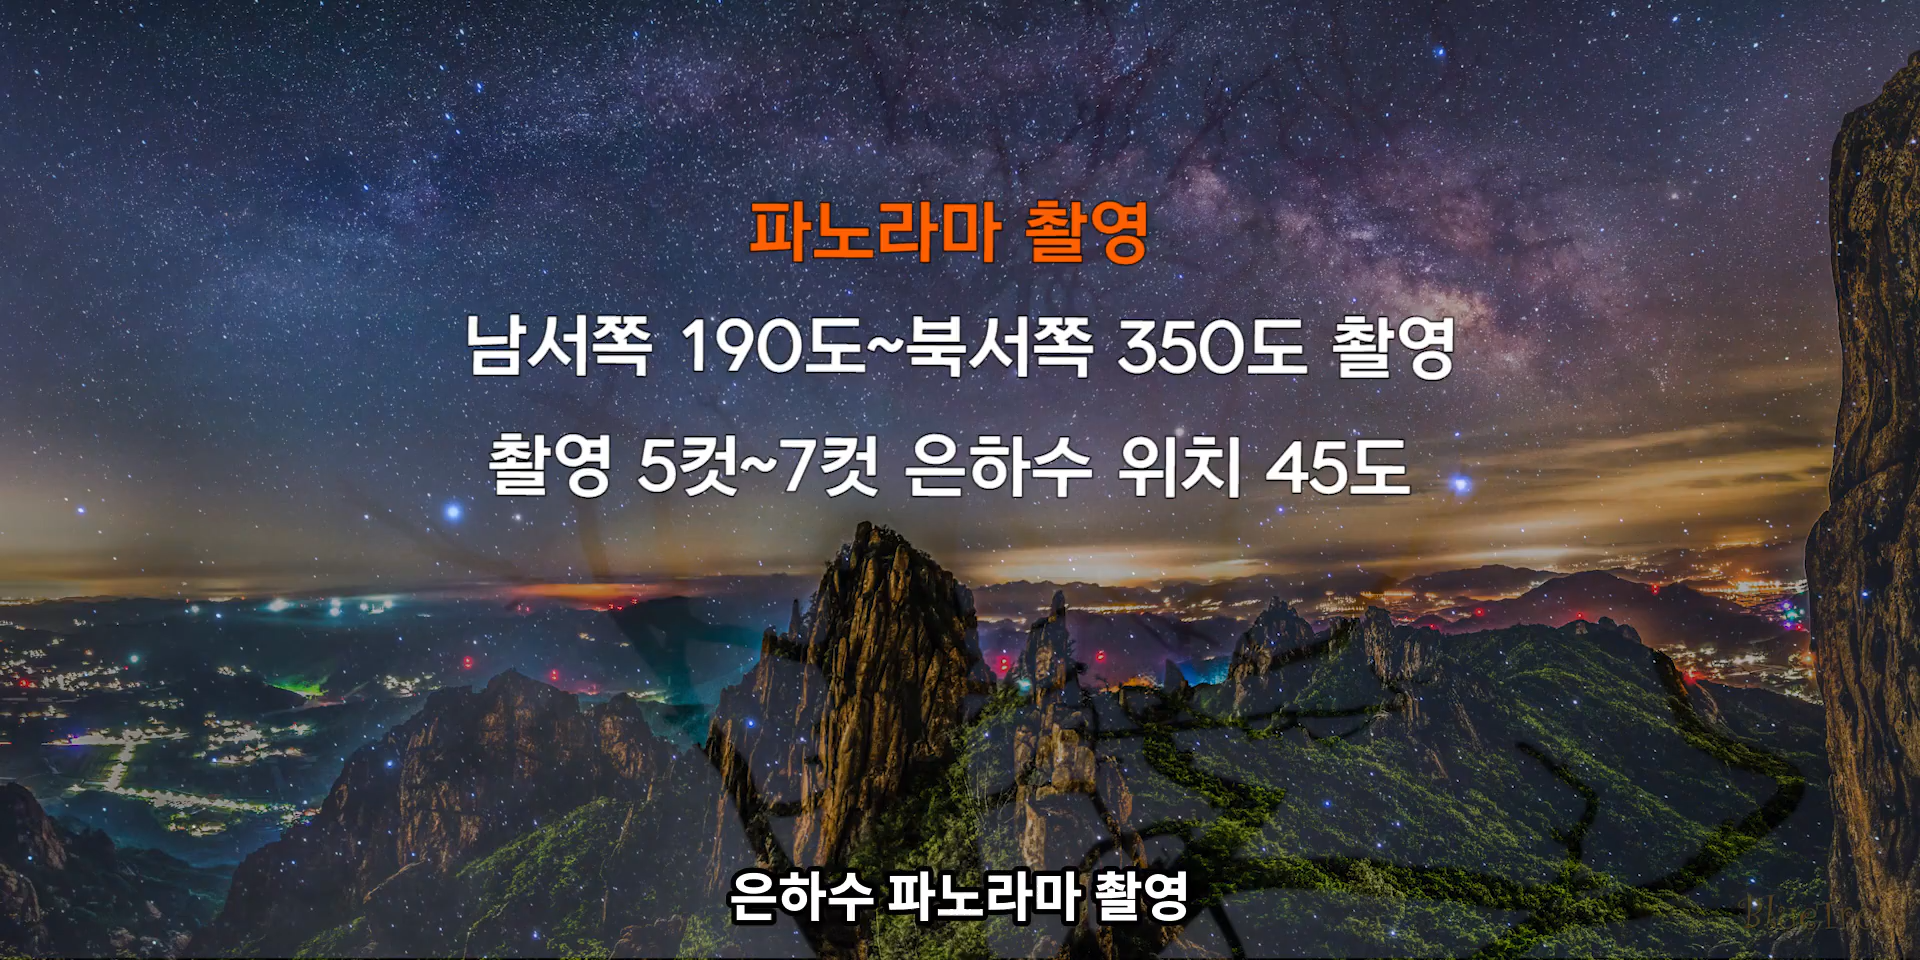 파노라마 촬영
남서쪽 190도~북서쪽 350도 촬영
촬영 5컷~7컷 은하수 위치 45도
은하수 파노라마 촬영